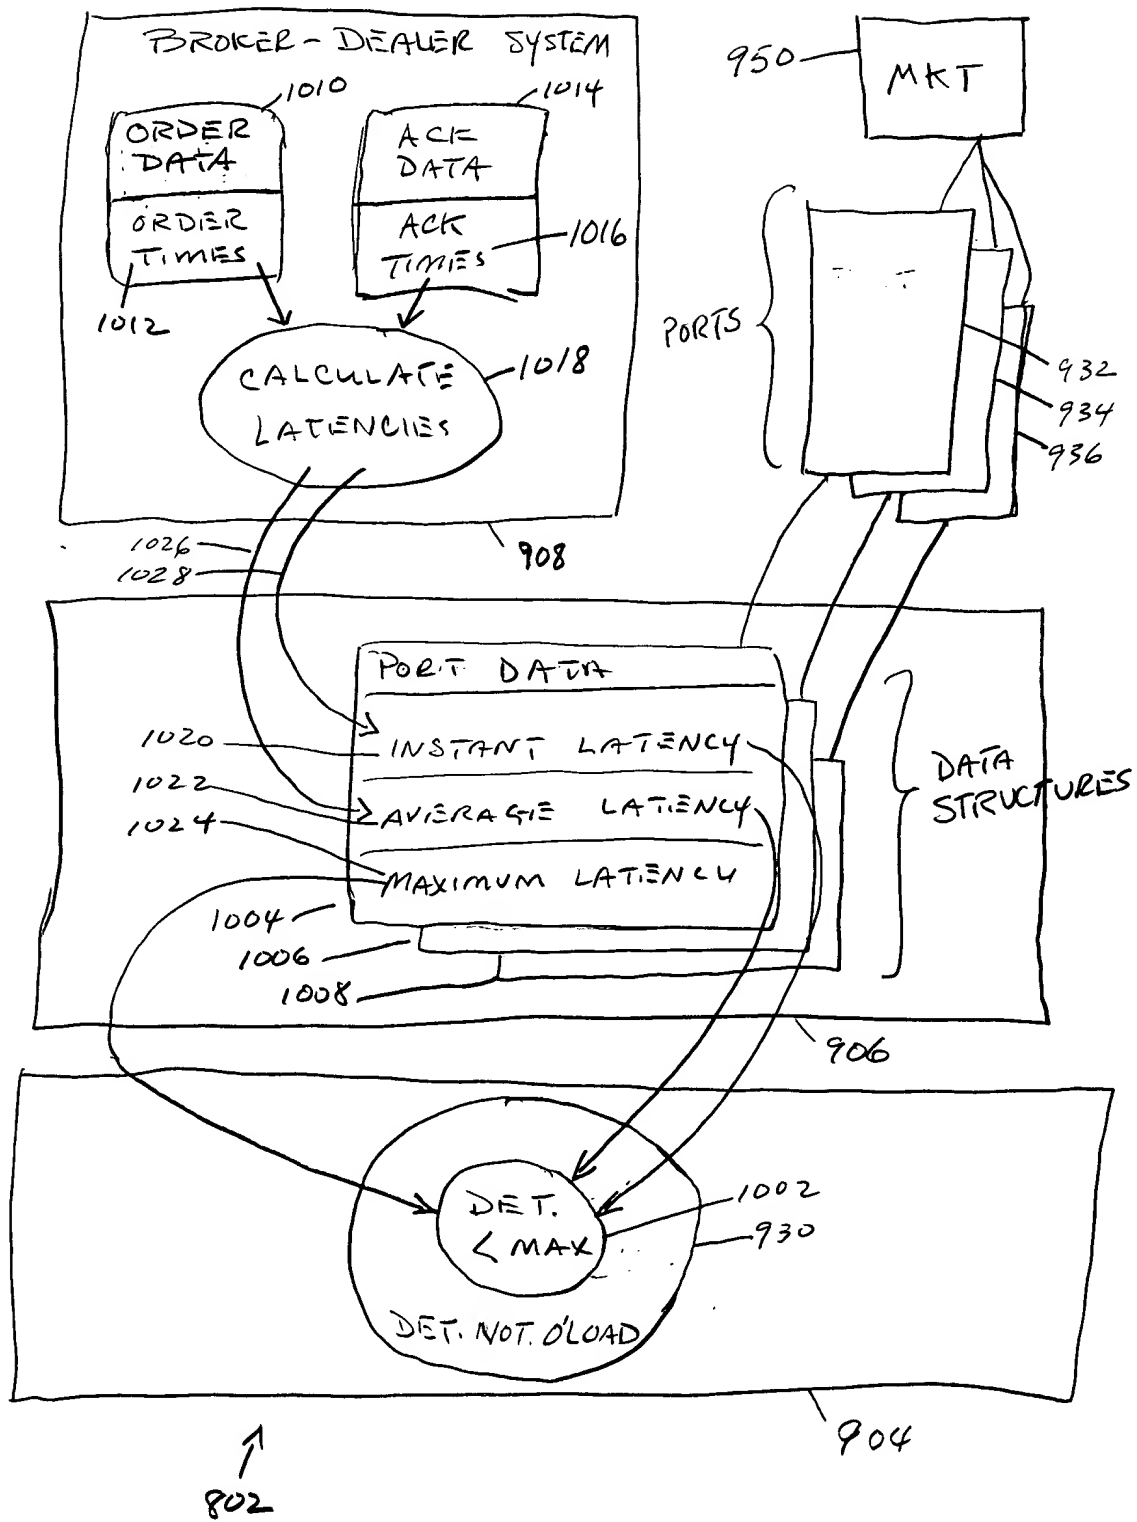 BROKER-DEALER SYSTEM
1010
ORDER
DATA
ORDER
TIMES
1012
1014
ACK
DATA
ACK
TIMES
1016
CALCULATE
LATENCIES
1018
908
950
MKT
PORTS
932
934
936
1026
1028
PORT DATA
1020
INSTANT LATENCY
1022
AVERAGE LATENCY
1024
MAXIMUM LATENCY
1004
1006
1008
DATA
STRUCTURES
906
DET.
< MAX
1002
930
DET. NOT. O'LOAD
904
802